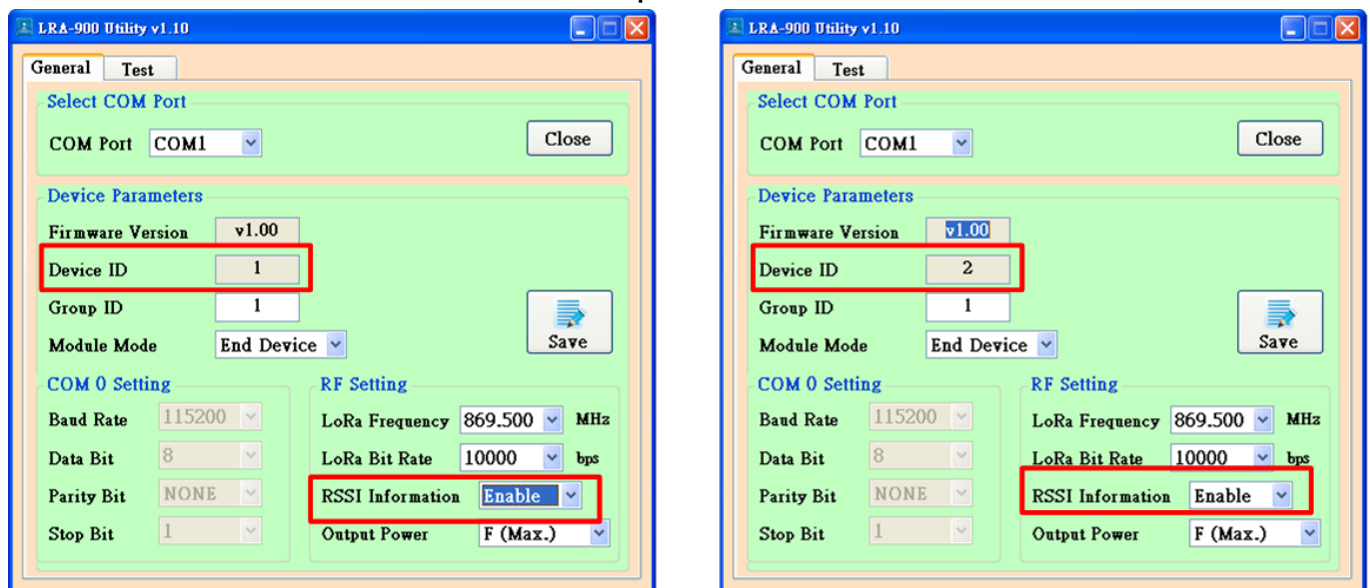 LRA-900 Utility v1.10
General Test
Select COM Port
COM Port COM1 Close
Device Parameters
Firmware Version v1.00
Device ID 1
Group ID 1
Module Mode End Device Save
COM 0 Setting RF Setting
Baud Rate 115200 LoRa Frequency 869.500 MHz
Data Bit 8 LoRa Bit Rate 10000 bps
Parity Bit NONE RSSI Information Enable
Stop Bit 1 Output Power F (Max.)
LRA-900 Utility v1.10
General Test
Select COM Port
COM Port COM1 Close
Device Parameters
Firmware Version v1.00
Device ID 2
Group ID 1
Module Mode End Device Save
COM 0 Setting RF Setting
Baud Rate 115200 LoRa Frequency 869.500 MHz
Data Bit 8 LoRa Bit Rate 10000 bps
Parity Bit NONE RSSI Information Enable
Stop Bit 1 Output Power F (Max.)